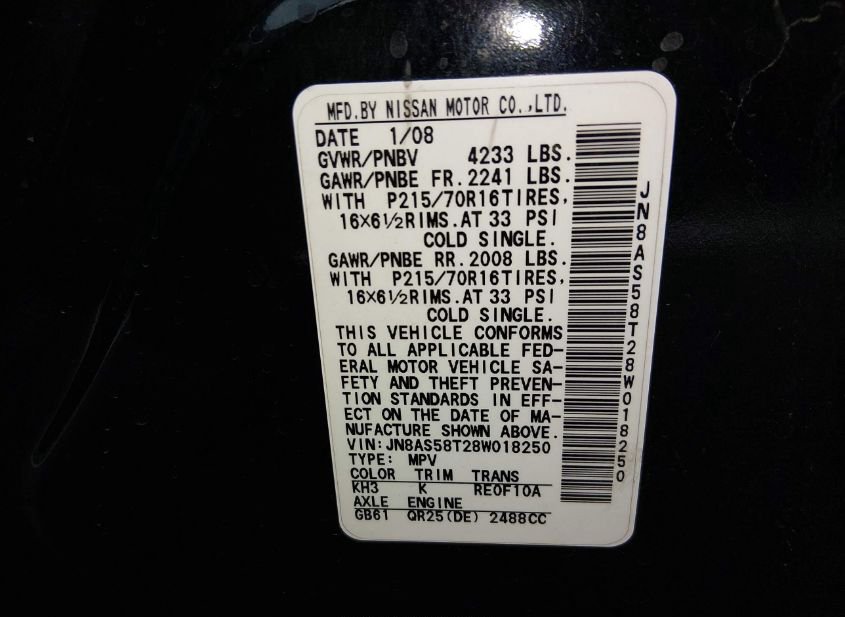 MFD.BY NISSAN MOTOR CO.,LTD.
DATE 1/08
GVWR/PNBV 4233 LBS.
GAWR/PNBE FR.2241 LBS.
WITH P215/70R16TIRES,
16X6½RIMS.AT 33 PSI
COLD SINGLE.
GAWR/PNBE RR.2008 LBS.
WITH P215/70R16TIRES,
16X6½RIMS.AT 33 PSI
COLD SINGLE.
THIS VEHICLE CONFORMS
TO ALL APPLICABLE FED-
ERAL MOTOR VEHICLE SA-
FETY AND THEFT PREVEN-
TION STANDARDS IN EFF-
ECT ON THE DATE OF MA-
NUFACTURE SHOWN ABOVE.
VIN:JN8AS58T28W018250
TYPE: MPV
COLOR TRIM TRANS
KH3 K RE0F10A
AXLE ENGINE
GB61 QR25(DE) 2488CC
JN8AS58T28W018250